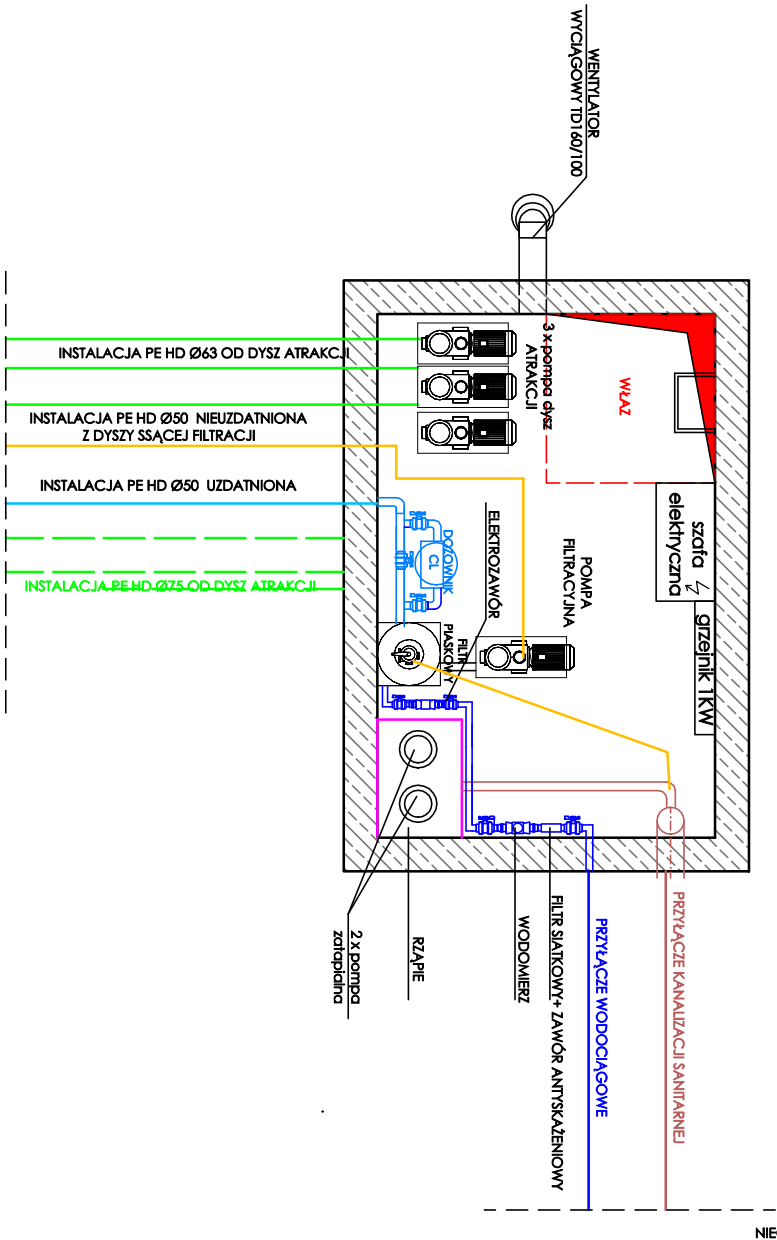 WENTYLATOR
WYCIĄGOWY TD160/100
INSTALACJA PE HD Ø63 OD DYSZ ATRAKCJI
3 x pompa dysz
ATRAKCJI
WŁAZ
INSTALACJA PE HD Ø50 NIEUZDATNIONA
Z DYSZY SSĄCEJ FILTRACJI
INSTALACJA PE HD Ø50 UZDATNIONA
INSTALACJA PE HD Ø75 OD DYSZ ATRAKCJI
DOZOWNIK
CL
ELEKTROZAWÓR
POMPA
FILTRACYJNA
szafa
elektryczna
grzejnik 1KW
FILTR
PIASKOWY
2 x pompa
zatapialna
RZĄPIE
WODOMIERZ
FILTR SIATKOWY+ ZAWÓR ANTYSKAŻENIOWY
PRZYŁĄCZE WODOCIĄGOWE
PRZYŁĄCZE KANALIZACJI SANITARNEJ
NIE